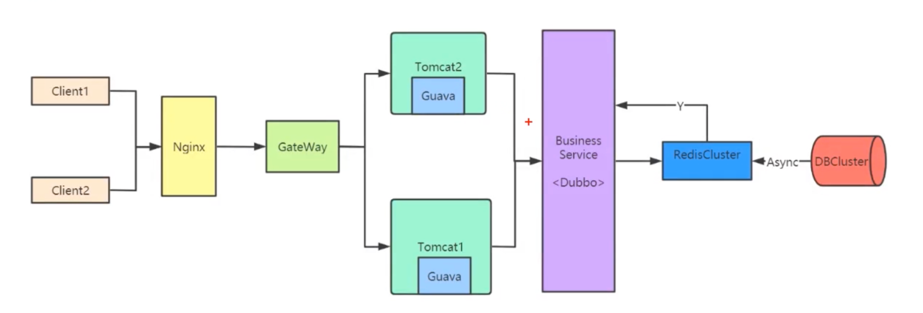 Client1
Client2
Nginx
GateWay
Tomcat2
Guava
Tomcat1
Guava
Business
Service
<Dubbo>
Y
RedisCluster
Async
DBCluster